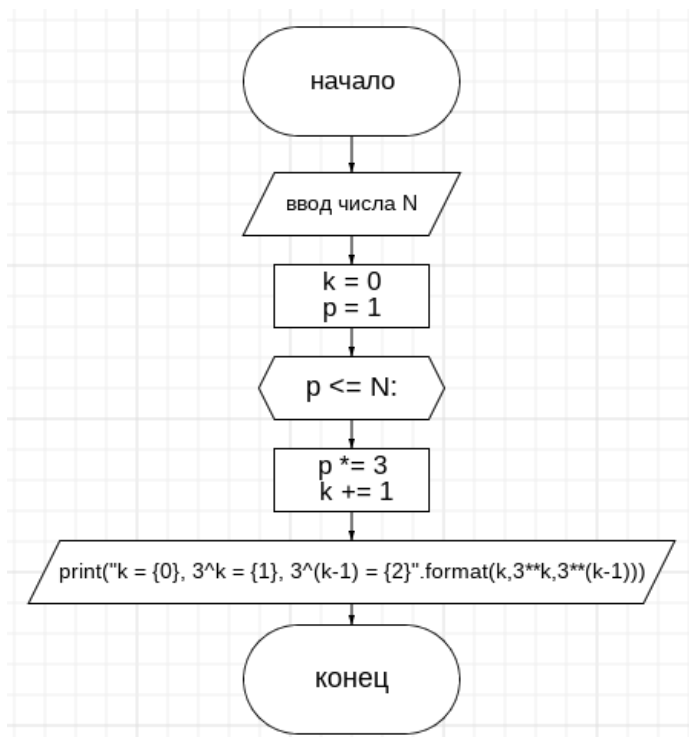 начало
ввод числа N
k = 0
p = 1
p <= N:
p *= 3
k += 1
print("k = {0}, 3^k = {1}, 3^(k-1) = {2}".format(k,3**k,3**(k-1)))
конец